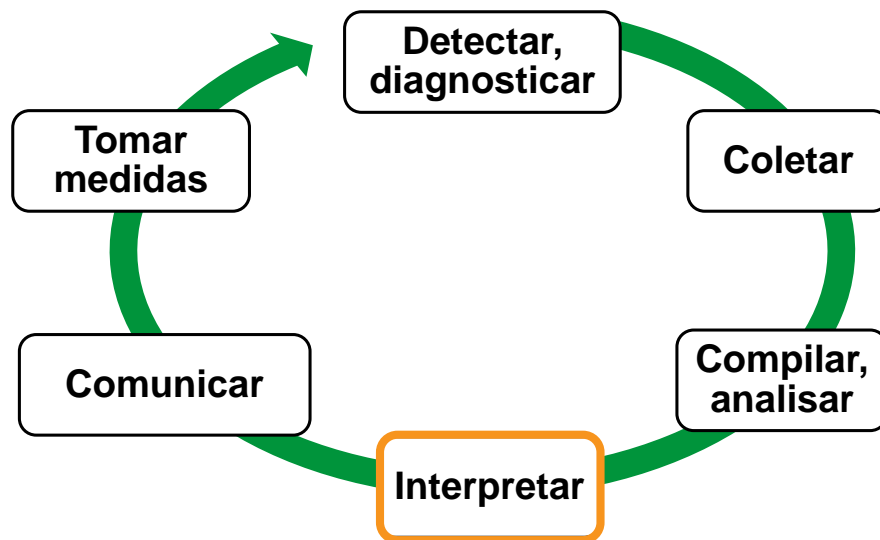 Detectar,
diagnosticar
Coletar
Compilar,
analisar
Interpretar
Comunicar
Tomar
medidas